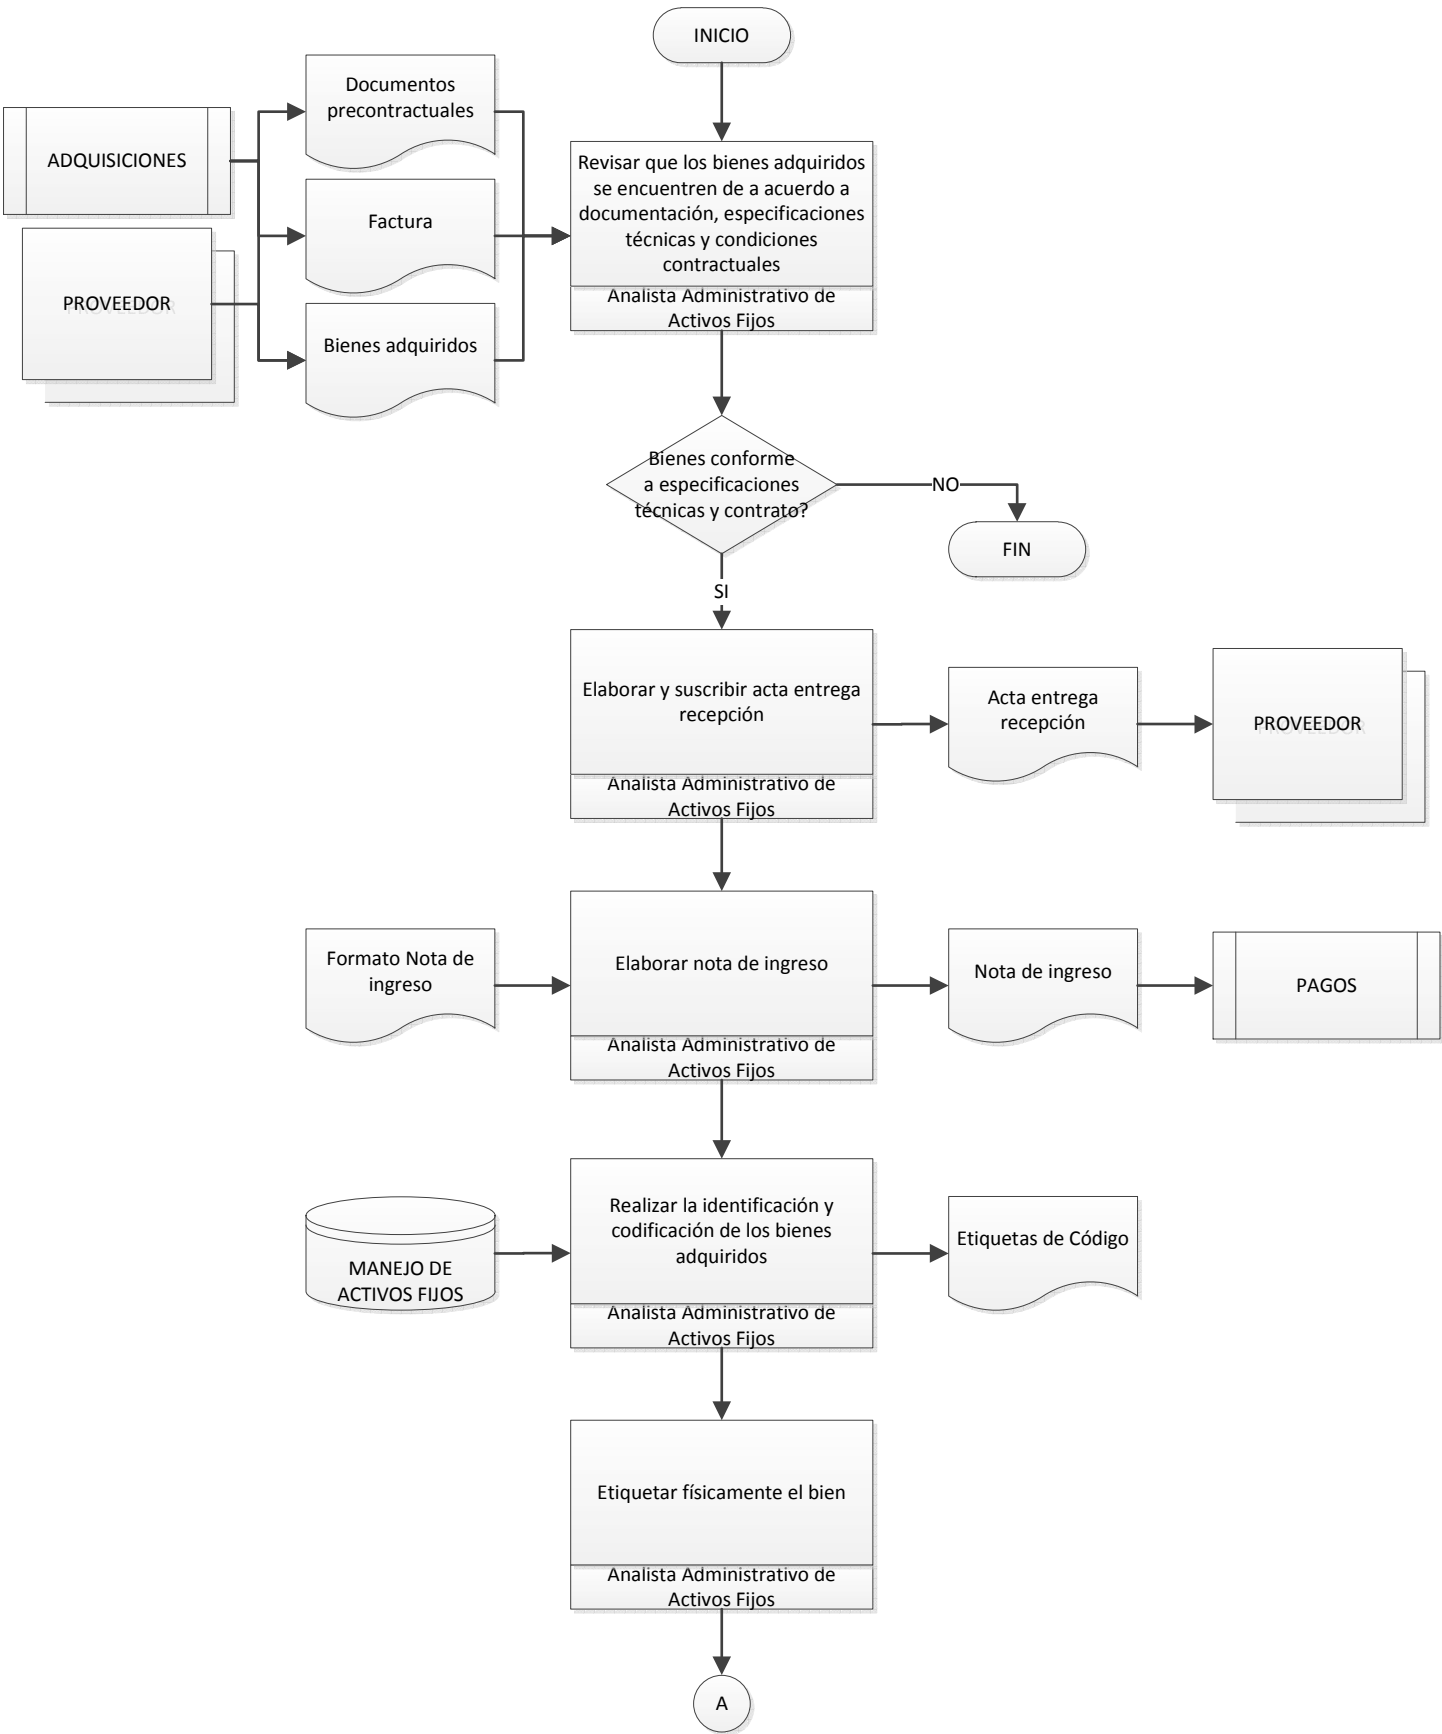 INICIO
Documentos
precontractuales
ADQUISICIONES
Factura
PROVEEDOR
Bienes adquiridos
Revisar que los bienes adquiridos
se encuentren de a acuerdo a
documentación, especificaciones
técnicas y condiciones
contractuales
Analista Administrativo de
Activos Fijos
Bienes conforme
a especificaciones
técnicas y contrato?
NO
FIN
SI
Elaborar y suscribir acta entrega
recepción
Analista Administrativo de
Activos Fijos
Acta entrega
recepción
PROVEEDOR
Formato Nota de
ingreso
Elaborar nota de ingreso
Analista Administrativo de
Activos Fijos
Nota de ingreso
PAGOS
MANEJO DE
ACTIVOS FIJOS
Realizar la identificación y
codificación de los bienes
adquiridos
Analista Administrativo de
Activos Fijos
Etiquetas de Código
Etiquetar físicamente el bien
Analista Administrativo de
Activos Fijos
A